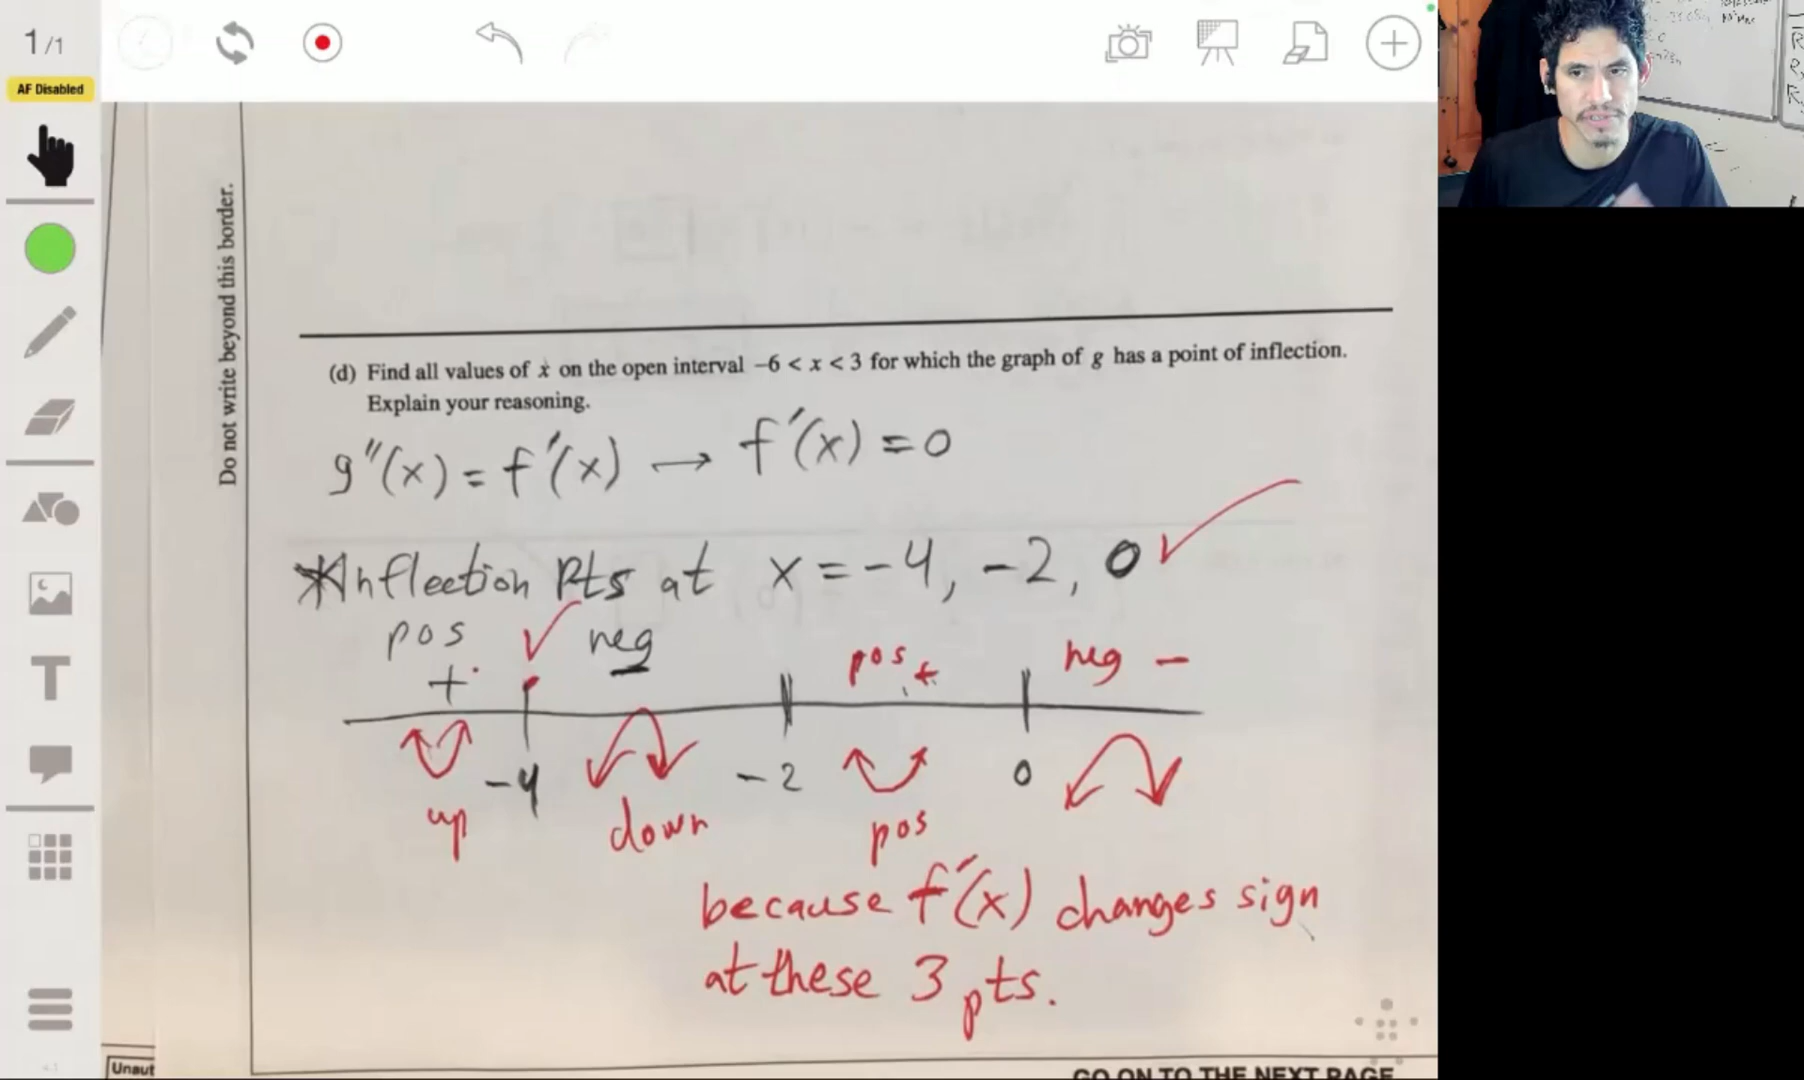 1/1
AF Disabled
Do not write beyond this border.
(d) Find all values of x on the open interval −6 < x < 3 for which the graph of g has a point of inflection.
Explain your reasoning.
g''(x) = f'(x) → f'(x) = 0
*Inflection Pts at x = -4, -2, 0 ✓
pos ✓ neg pos + neg −
+
-4 -2 0
up down pos
because f'(x) changes sign
at these 3 pts.
Unaut
GO ON TO THE NEXT PAGE
T